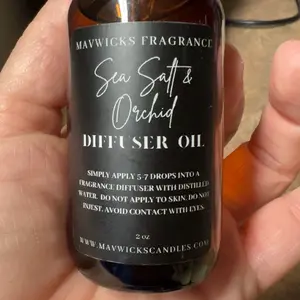 MAVWICKS FRAGRANCE
Sea Salt &
Orchid
DIFFUSER OIL
SIMPLY APPLY 5-7 DROPS INTO A
FRAGRANCE DIFFUSER WITH DISTILLED
WATER. DO NOT APPLY TO SKIN. DO NOT
INJEST. AVOID CONTACT WITH EYES.
2 oz
WWW.MAVWICKSCANDLES.COM